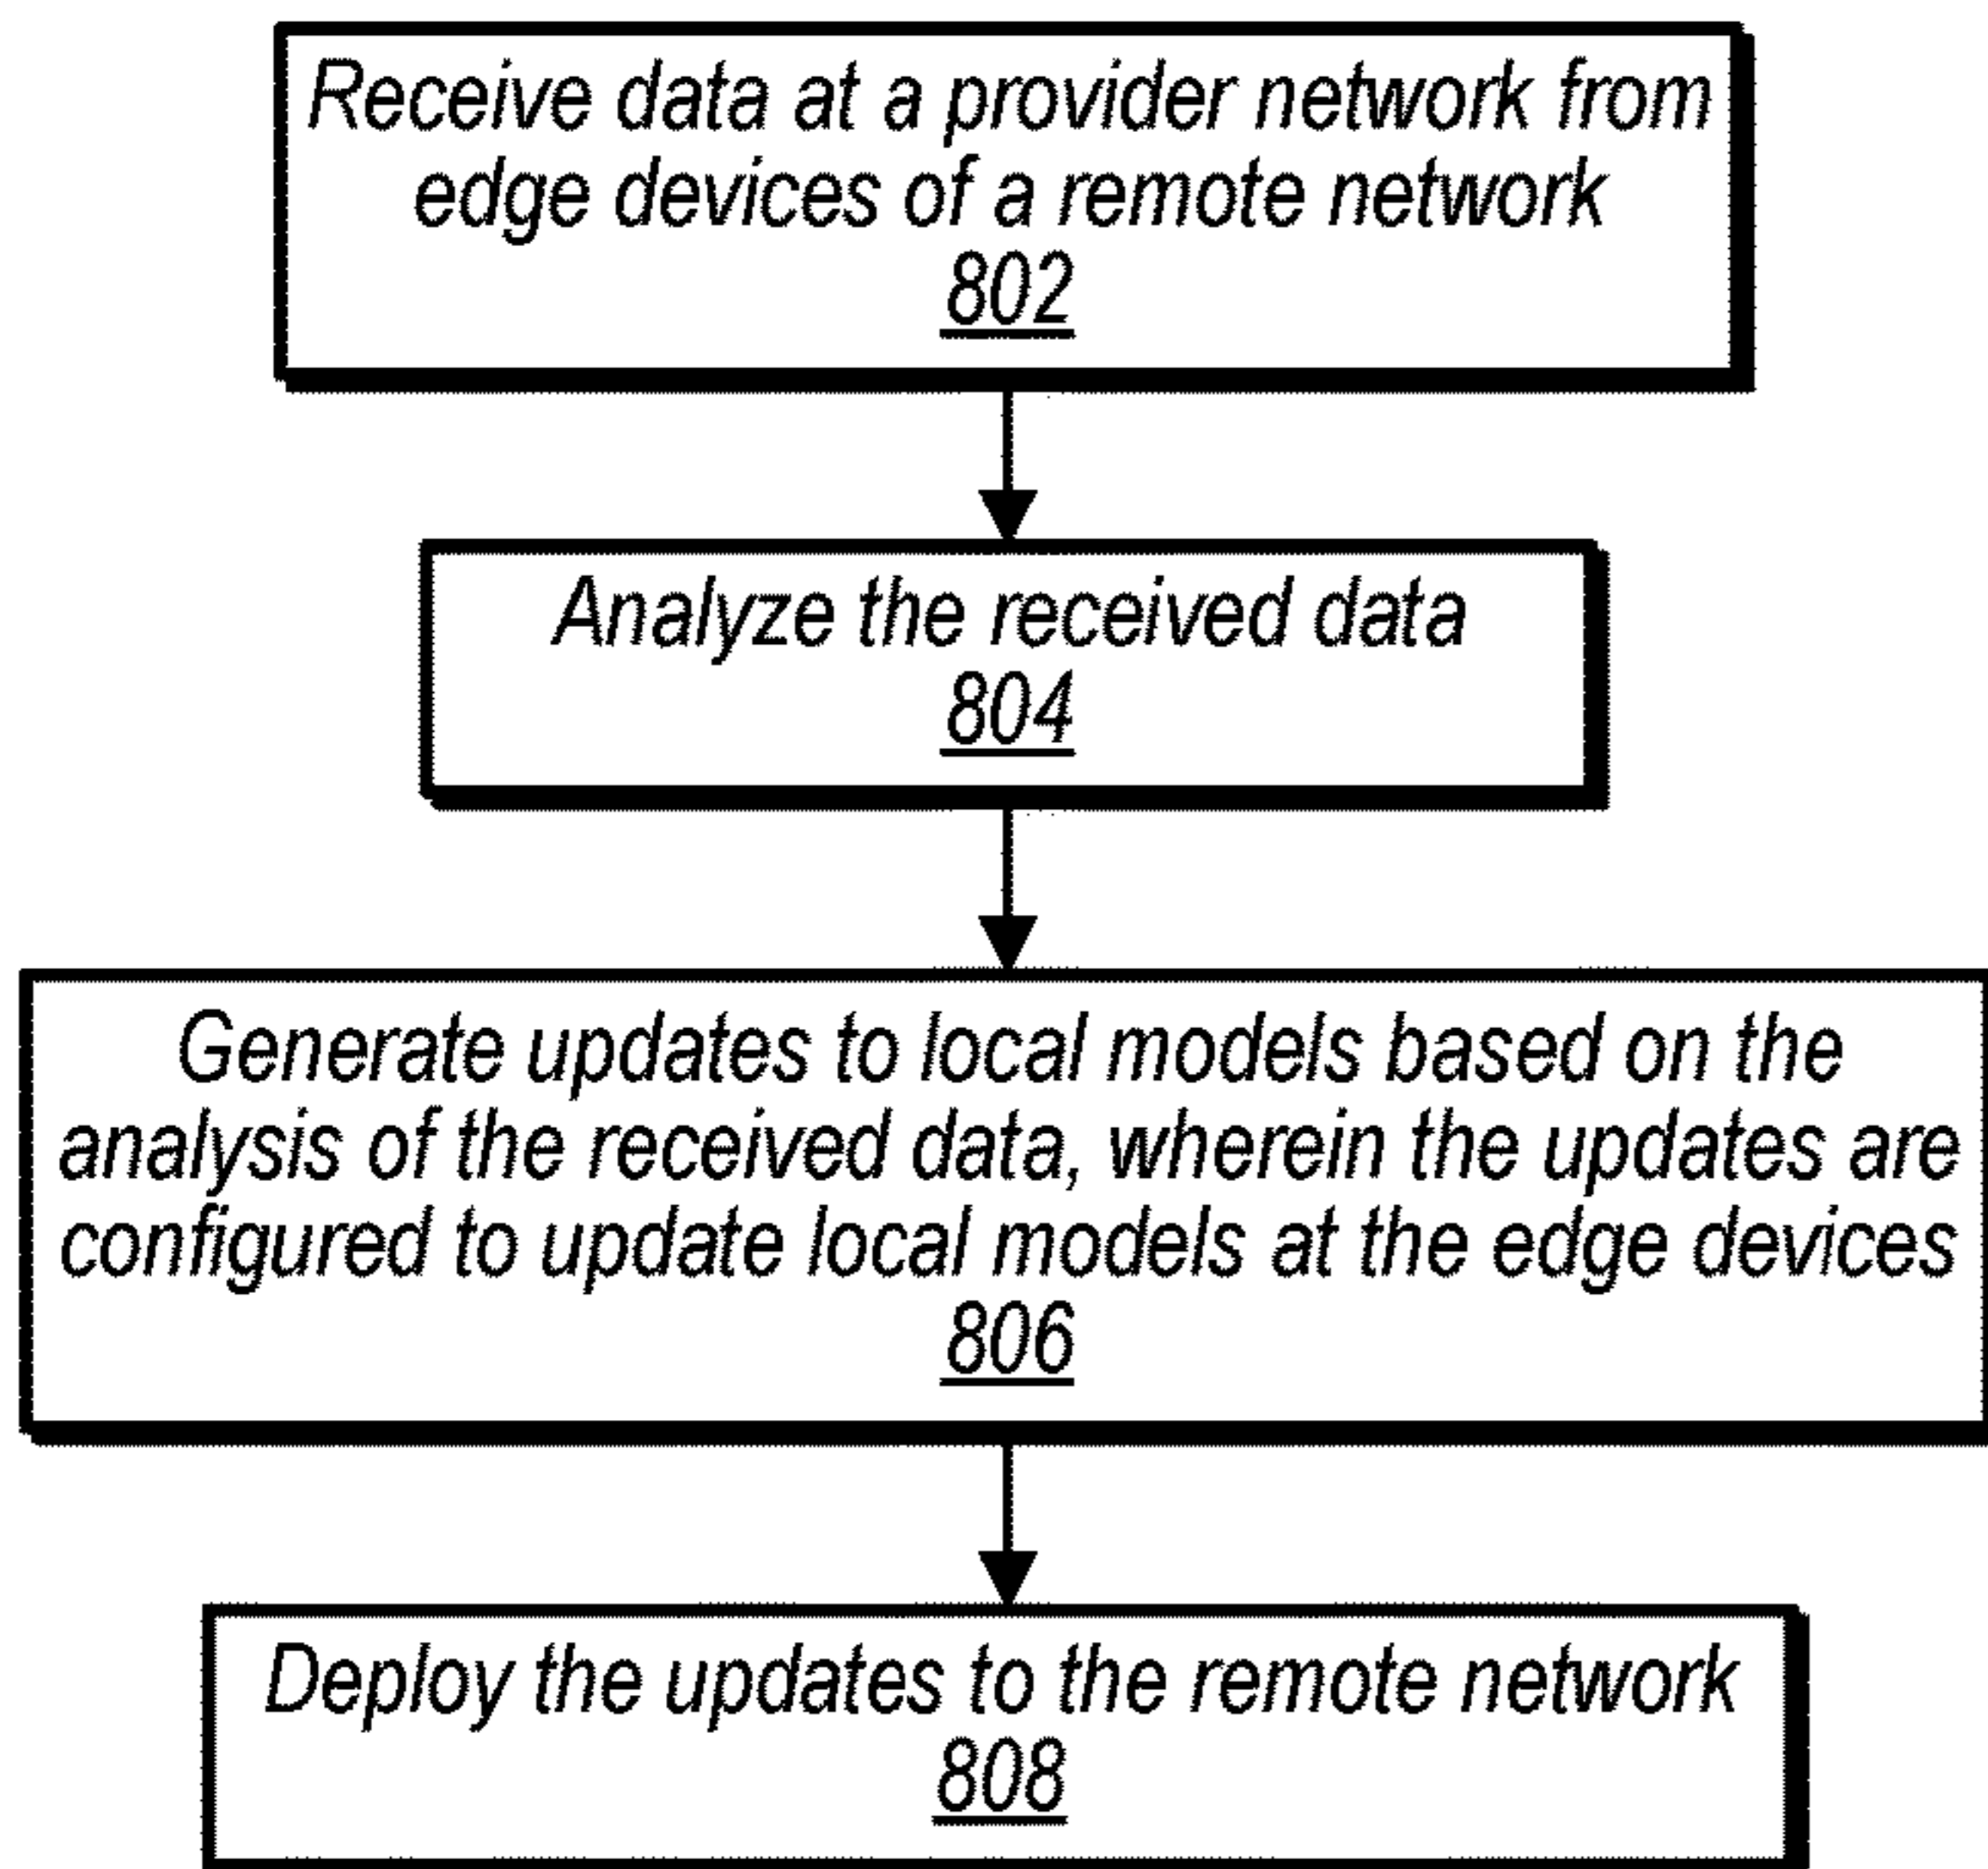 Receive data at a provider network from
edge devices of a remote network
802
Analyze the received data
804
Generate updates to local models based on the
analysis of the received data, wherein the updates are
configured to update local models at the edge devices
806
Deploy the updates to the remote network
808